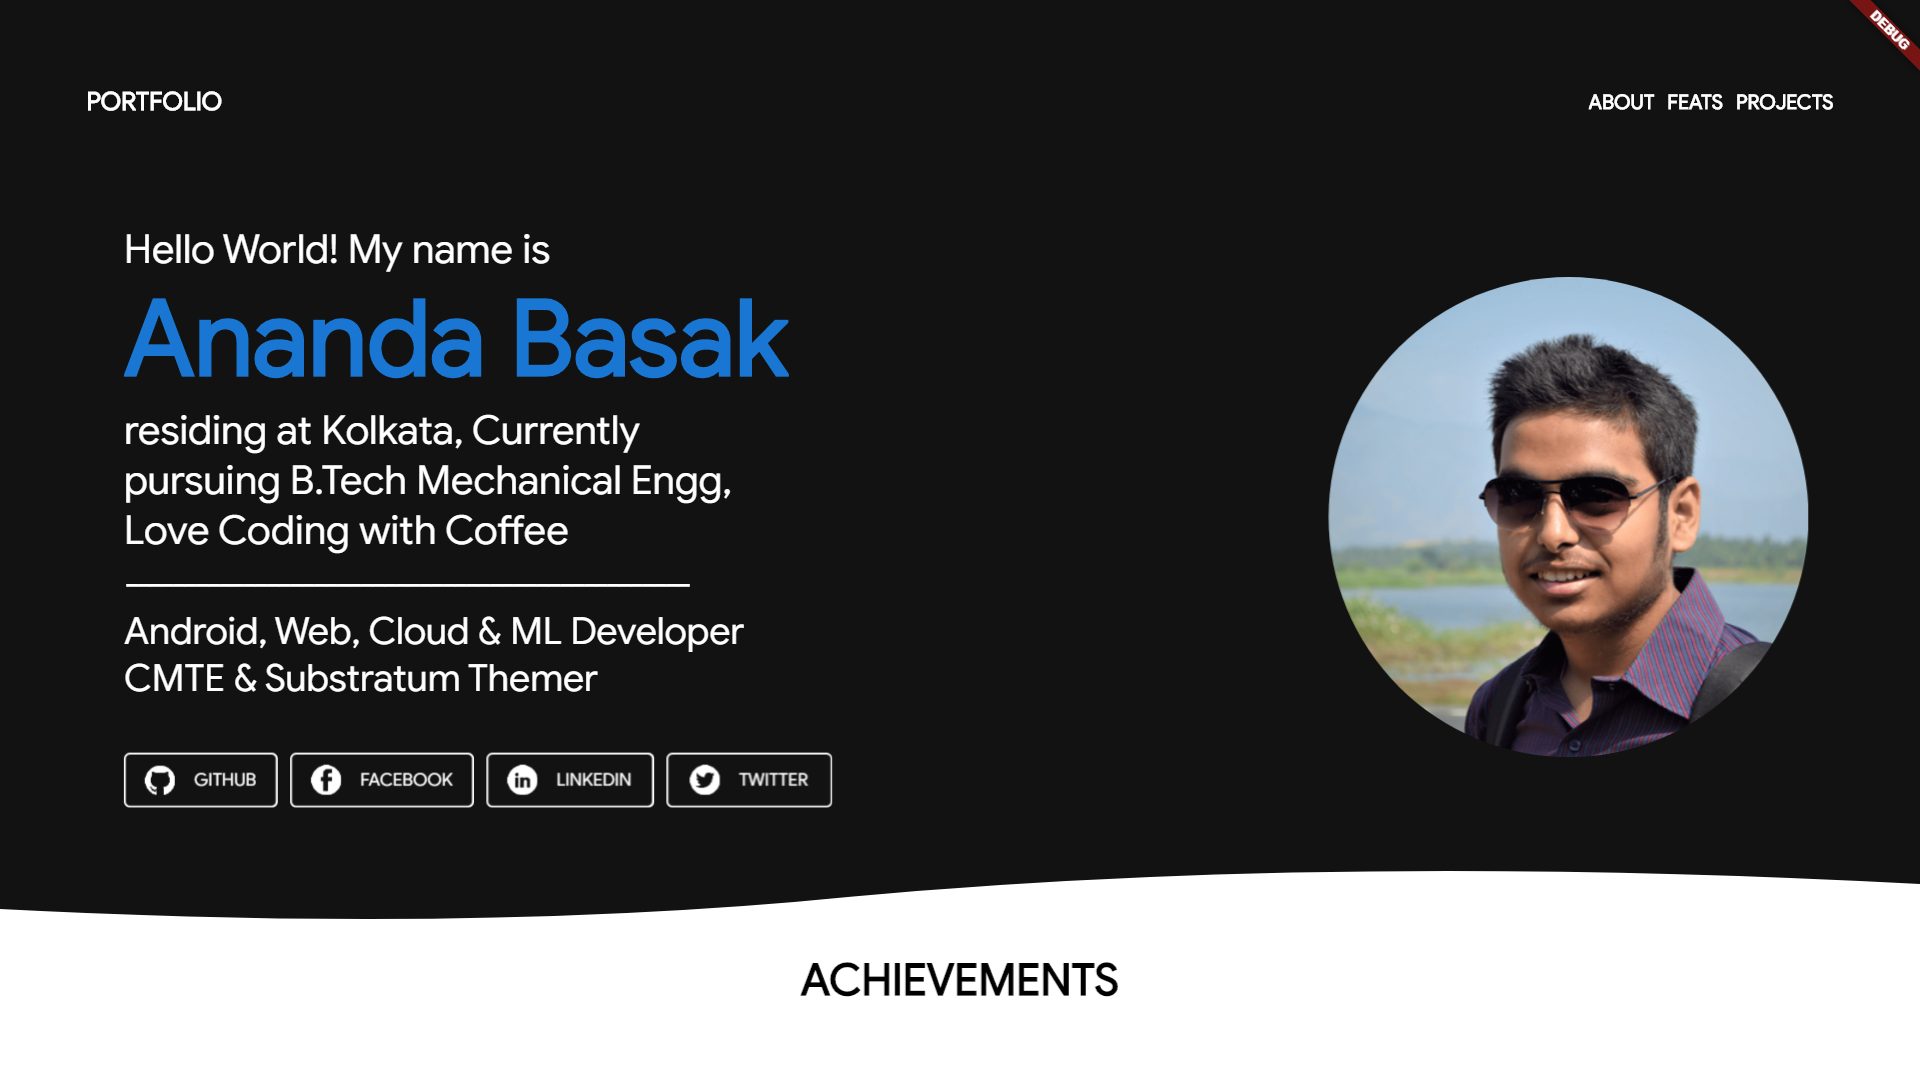 DEBUG
PORTFOLIO
ABOUT FEATS PROJECTS
Hello World! My name is
Ananda Basak
residing at Kolkata, Currently
pursuing B.Tech Mechanical Engg,
Love Coding with Coffee
Android, Web, Cloud & ML Developer
CMTE & Substratum Themer
GITHUB FACEBOOK LINKEDIN TWITTER
ACHIEVEMENTS